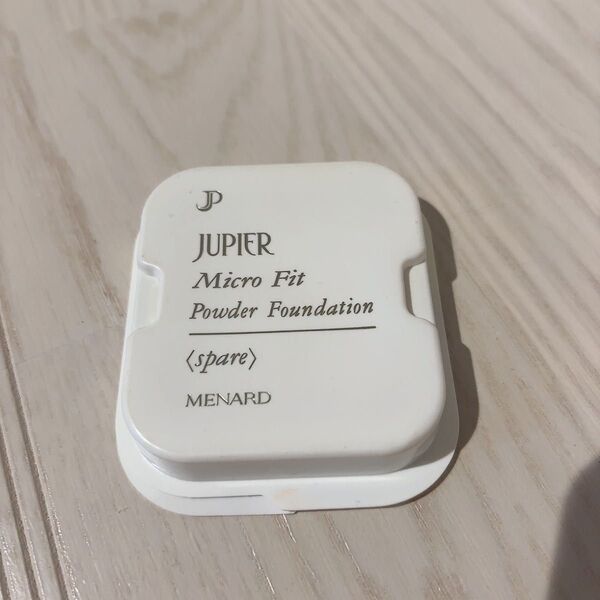 JP
JUPIER
Micro Fit
Powder Foundation
〈spare〉
MENARD